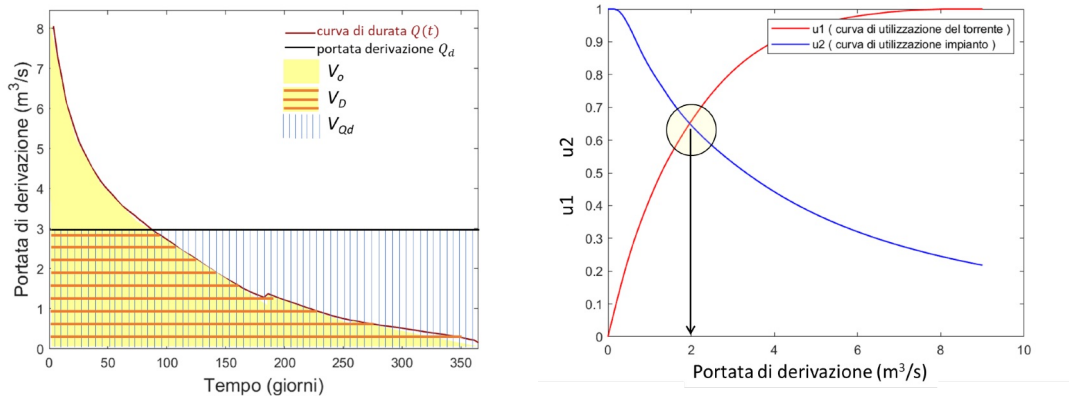 8
7
6
5
4
3
2
1
0
Portata di derivazione (m³/s)
0
50
100
150
200
250
300
350
Tempo (giorni)
curva di durata Q(t)
portata derivazione Q_d
V_o
V_D
V_Qd
1
0.9
0.8
0.7
0.6
0.5
0.4
0.3
0.2
0.1
0
u1
u2
u1 ( curva di utilizzazione del torrente )
u2 ( curva di utilizzazione impianto )
0
2
4
6
8
10
Portata di derivazione (m³/s)